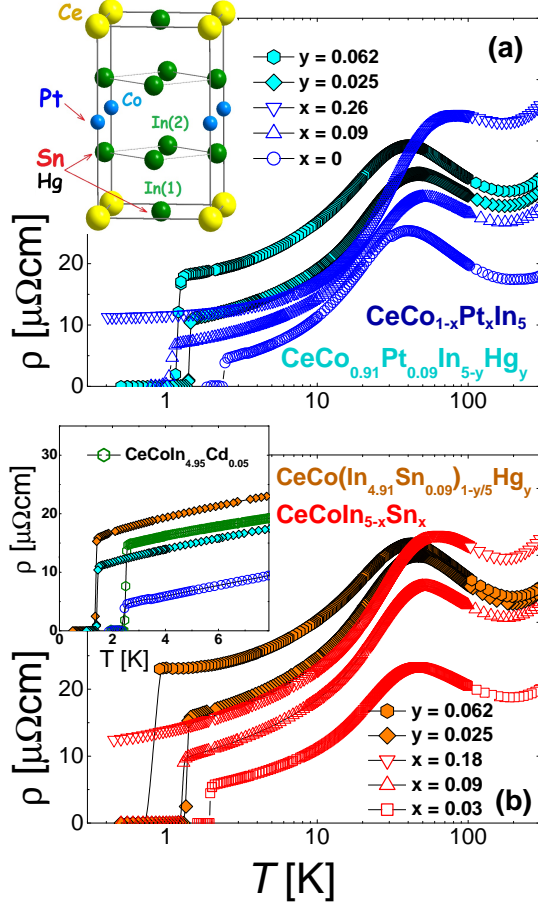 Ce
(a)
Pt
Co
In(2)
Sn
Hg
In(1)
y = 0.062
y = 0.025
x = 0.26
x = 0.09
x = 0
ρ [μΩcm]
20
10
0
CeCo₁₋ₓPtₓIn₅
CeCo₀.₉₁Pt₀.₀₉In₅₋yHgy
1
10
100
CeCoIn₄.₉₅Cd₀.₀₅
ρ [μΩcm]
30
20
10
0
2
4
6
T [K]
CeCo(In₄.₉₁Sn₀.₀₉)₁₋y/₅Hgy
CeCoIn₅₋ₓSnₓ
ρ [μΩcm]
20
10
0
y = 0.062
y = 0.025
x = 0.18
x = 0.09
x = 0.03
(b)
1
10
100
T [K]